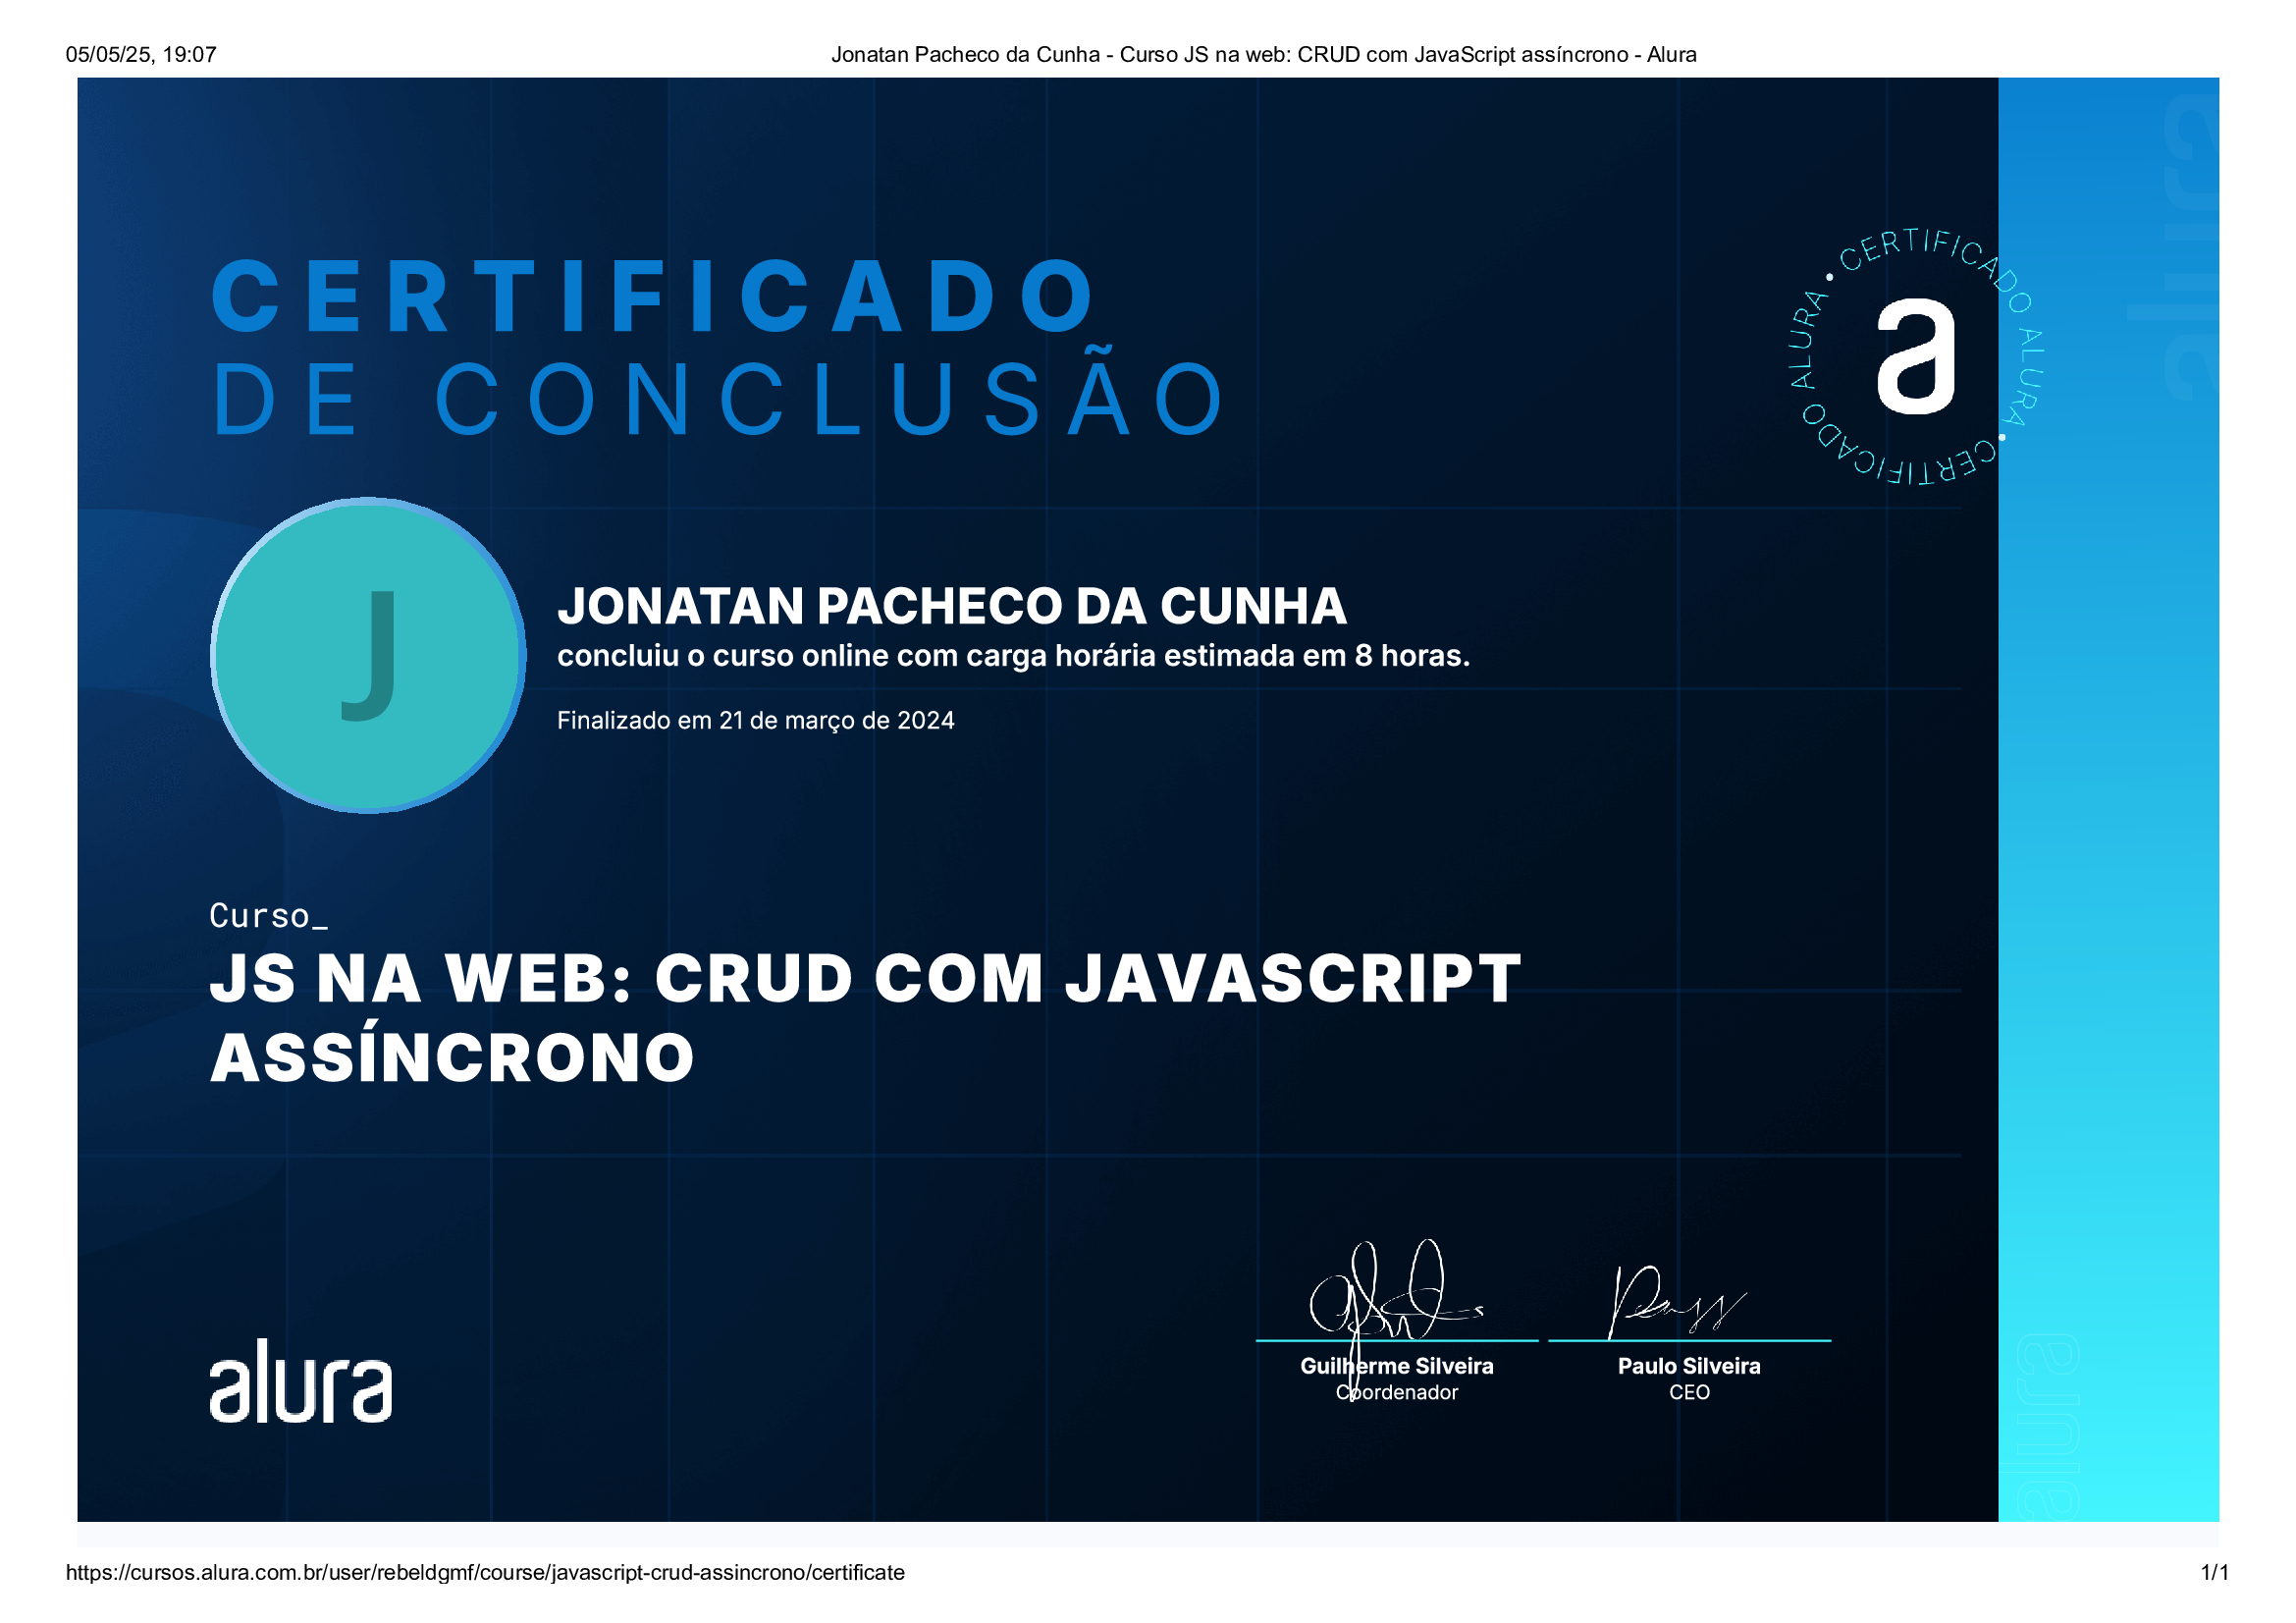 05/05/25, 19:07
Jonatan Pacheco da Cunha - Curso JS na web: CRUD com JavaScript assíncrono - Alura
CERTIFICADO
DE CONCLUSÃO
CERTIFICADO ALURA • CERTIFICADO ALURA •
a
alura
J
JONATAN PACHECO DA CUNHA
concluiu o curso online com carga horária estimada em 8 horas.
Finalizado em 21 de março de 2024
Curso_
JS NA WEB: CRUD COM JAVASCRIPT
ASSÍNCRONO
Guilherme Silveira
Coordenador
Paulo Silveira
CEO
alura
alura
https://cursos.alura.com.br/user/rebeldgmf/course/javascript-crud-assincrono/certificate
1/1